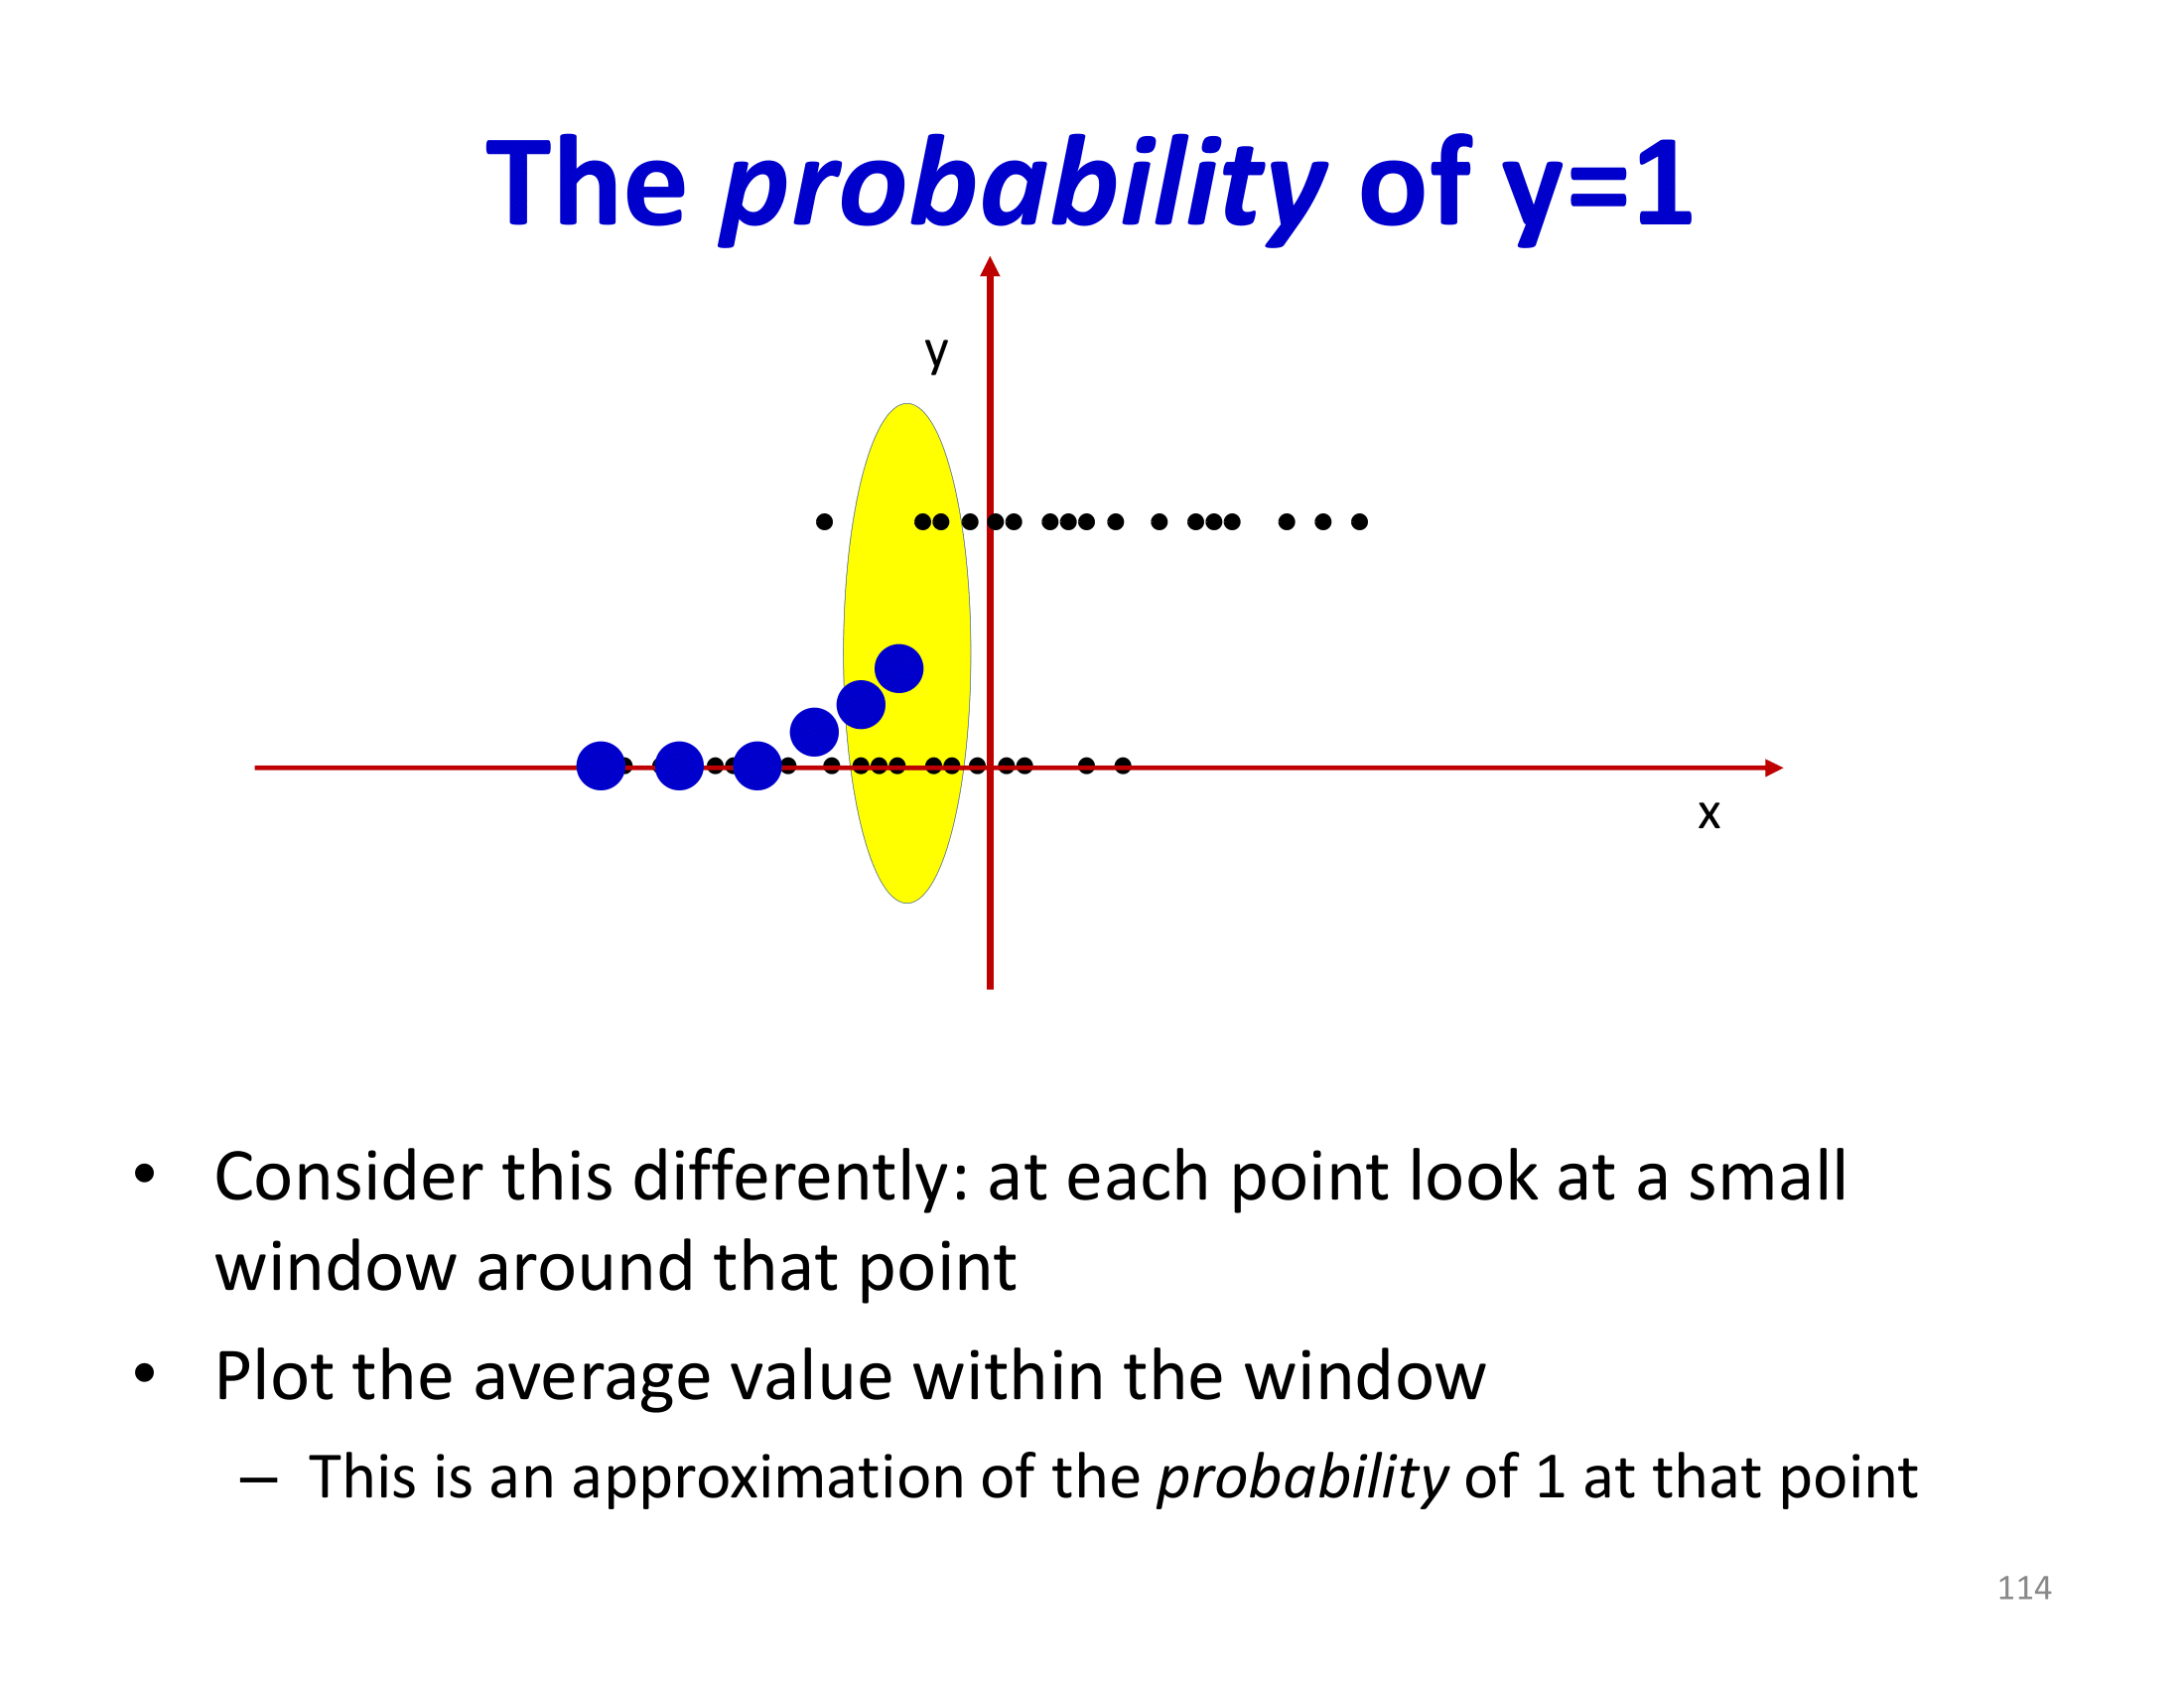 The probability of y=1
y
x
• Consider this differently: at each point look at a small
window around that point
• Plot the average value within the window
– This is an approximation of the probability of 1 at that point
114